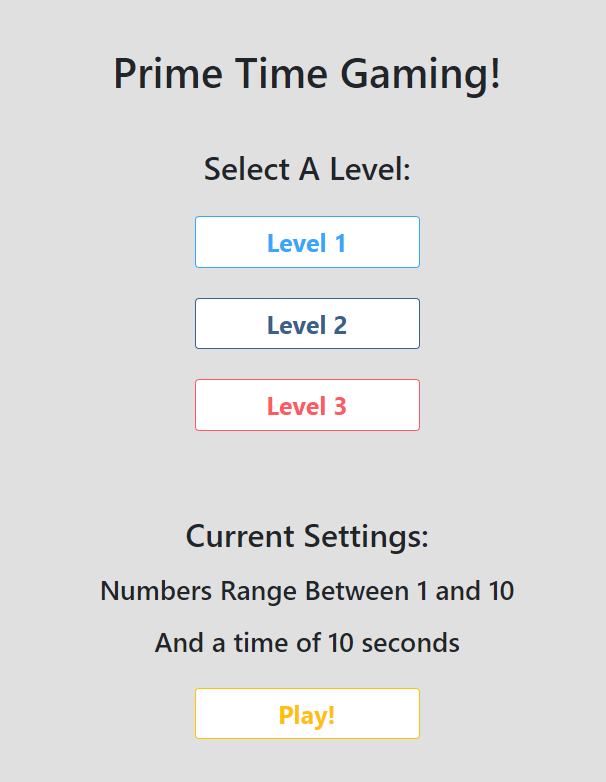 Prime Time Gaming!
Select A Level:
Level 1
Level 2
Level 3
Current Settings:
Numbers Range Between 1 and 10
And a time of 10 seconds
Play!